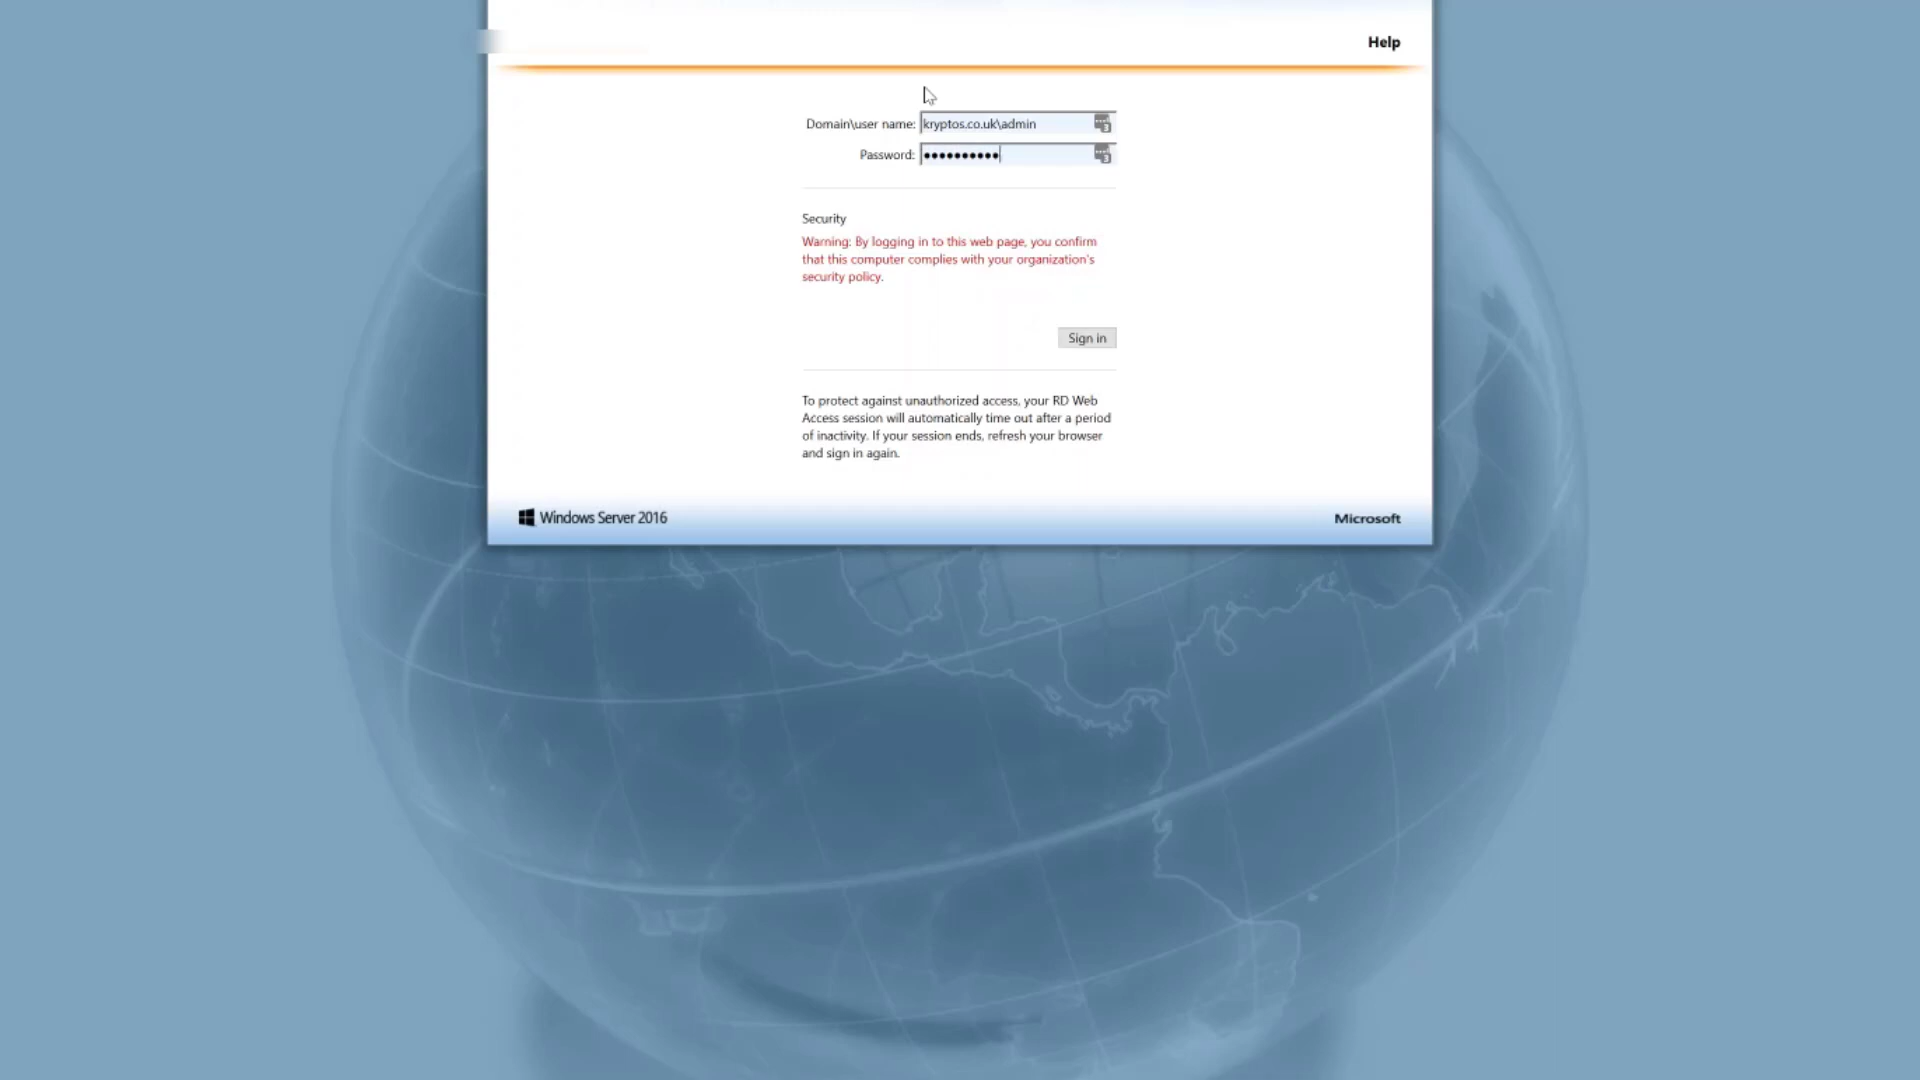 Help
Domain\user name: kryptos.co.uk\admin
Password: ••••••••••
Security
Warning: By logging in to this web page, you confirm
that this computer complies with your organization's
security policy.
Sign in
To protect against unauthorized access, your RD Web
Access session will automatically time out after a period
of inactivity. If your session ends, refresh your browser
and sign in again.
Windows Server 2016
Microsoft